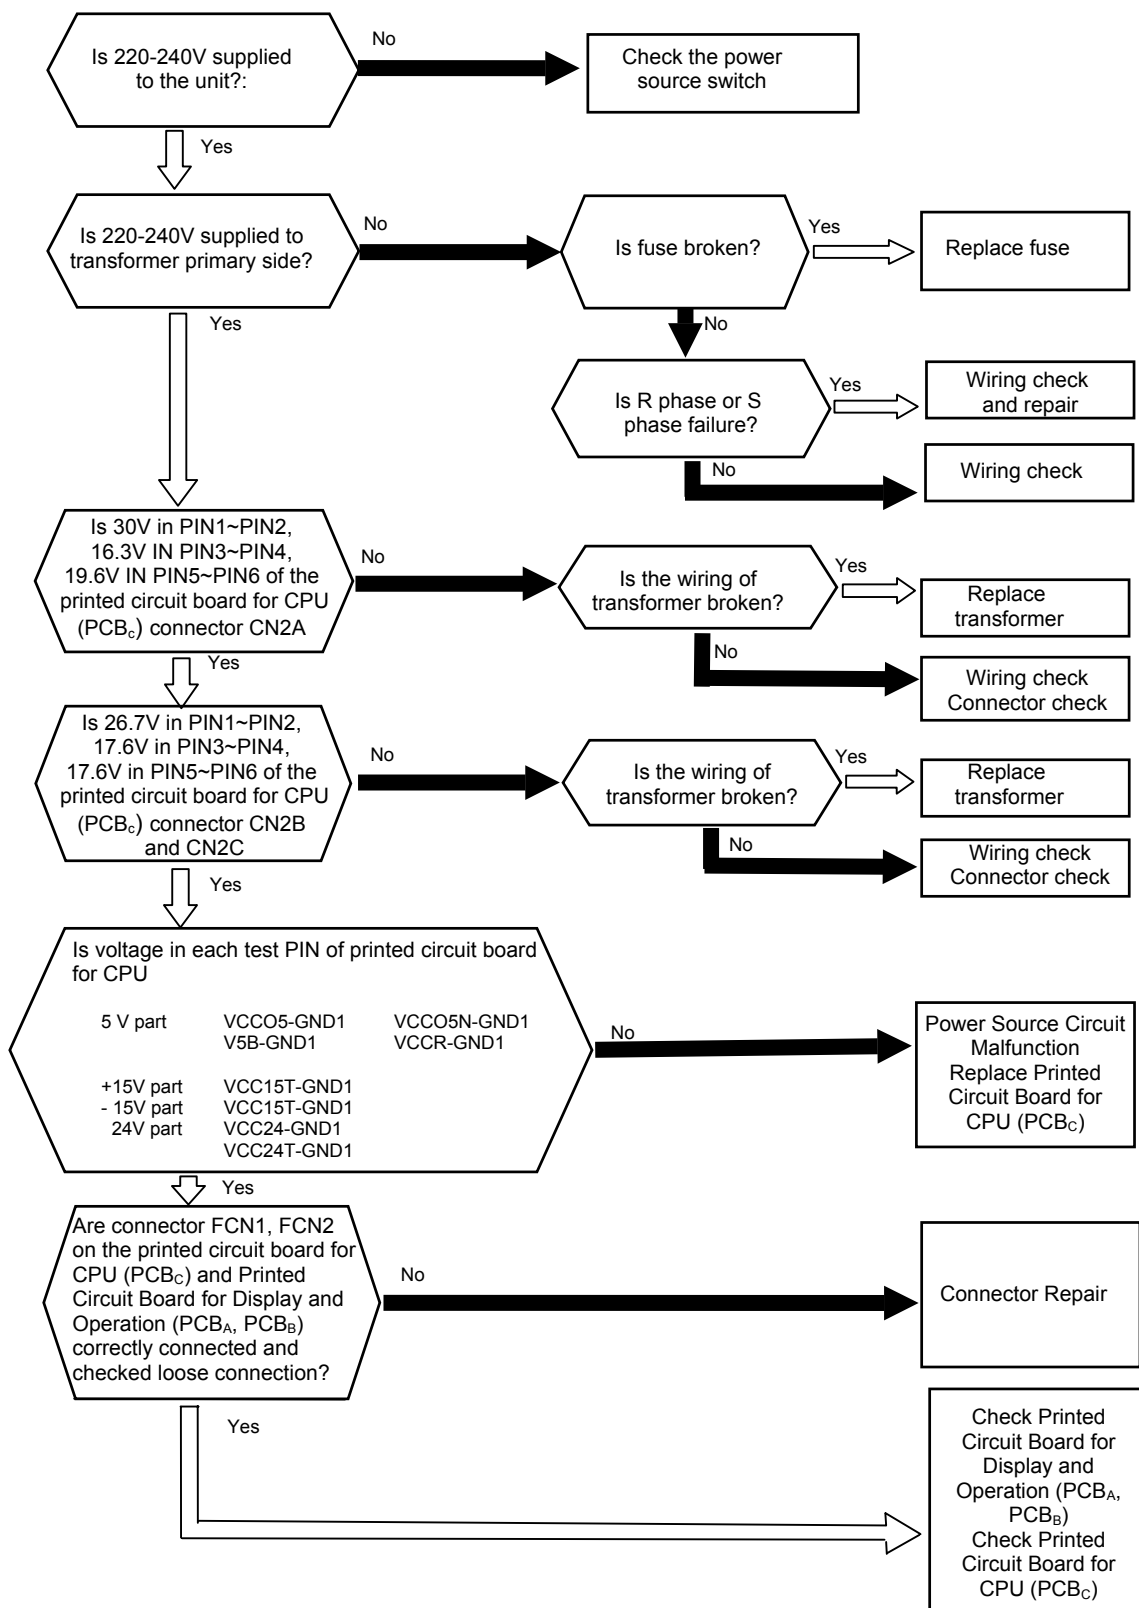 Is 220-240V supplied
to the unit?:
No
Check the power
source switch
Yes
Is 220-240V supplied to
transformer primary side?
No
Is fuse broken?
Yes
Replace fuse
Yes
No
Is R phase or S
phase failure?
Yes
Wiring check
and repair
No
Wiring check
Is 30V in PIN1~PIN2,
16.3V IN PIN3~PIN4,
19.6V IN PIN5~PIN6 of the
printed circuit board for CPU
(PCBc) connector CN2A
No
Is the wiring of
transformer broken?
Yes
Replace
transformer
No
Wiring check
Connector check
Yes
Is 26.7V in PIN1~PIN2,
17.6V in PIN3~PIN4,
17.6V in PIN5~PIN6 of the
printed circuit board for CPU
(PCBc) connector CN2B
and CN2C
No
Is the wiring of
transformer broken?
Yes
Replace
transformer
No
Wiring check
Connector check
Yes
Is voltage in each test PIN of printed circuit board
for CPU
5 V part VCCO5-GND1 VCCO5N-GND1
V5B-GND1 VCCR-GND1
+15V part VCC15T-GND1
- 15V part VCC15T-GND1
24V part VCC24-GND1
VCC24T-GND1
No
Power Source Circuit
Malfunction
Replace Printed
Circuit Board for
CPU (PCBC)
Yes
Are connector FCN1, FCN2
on the printed circuit board for
CPU (PCBC) and Printed
Circuit Board for Display and
Operation (PCBA, PCBB)
correctly connected and
checked loose connection?
No
Connector Repair
Yes
Check Printed
Circuit Board for
Display and
Operation (PCBA,
PCBB)
Check Printed
Circuit Board for
CPU (PCBC)